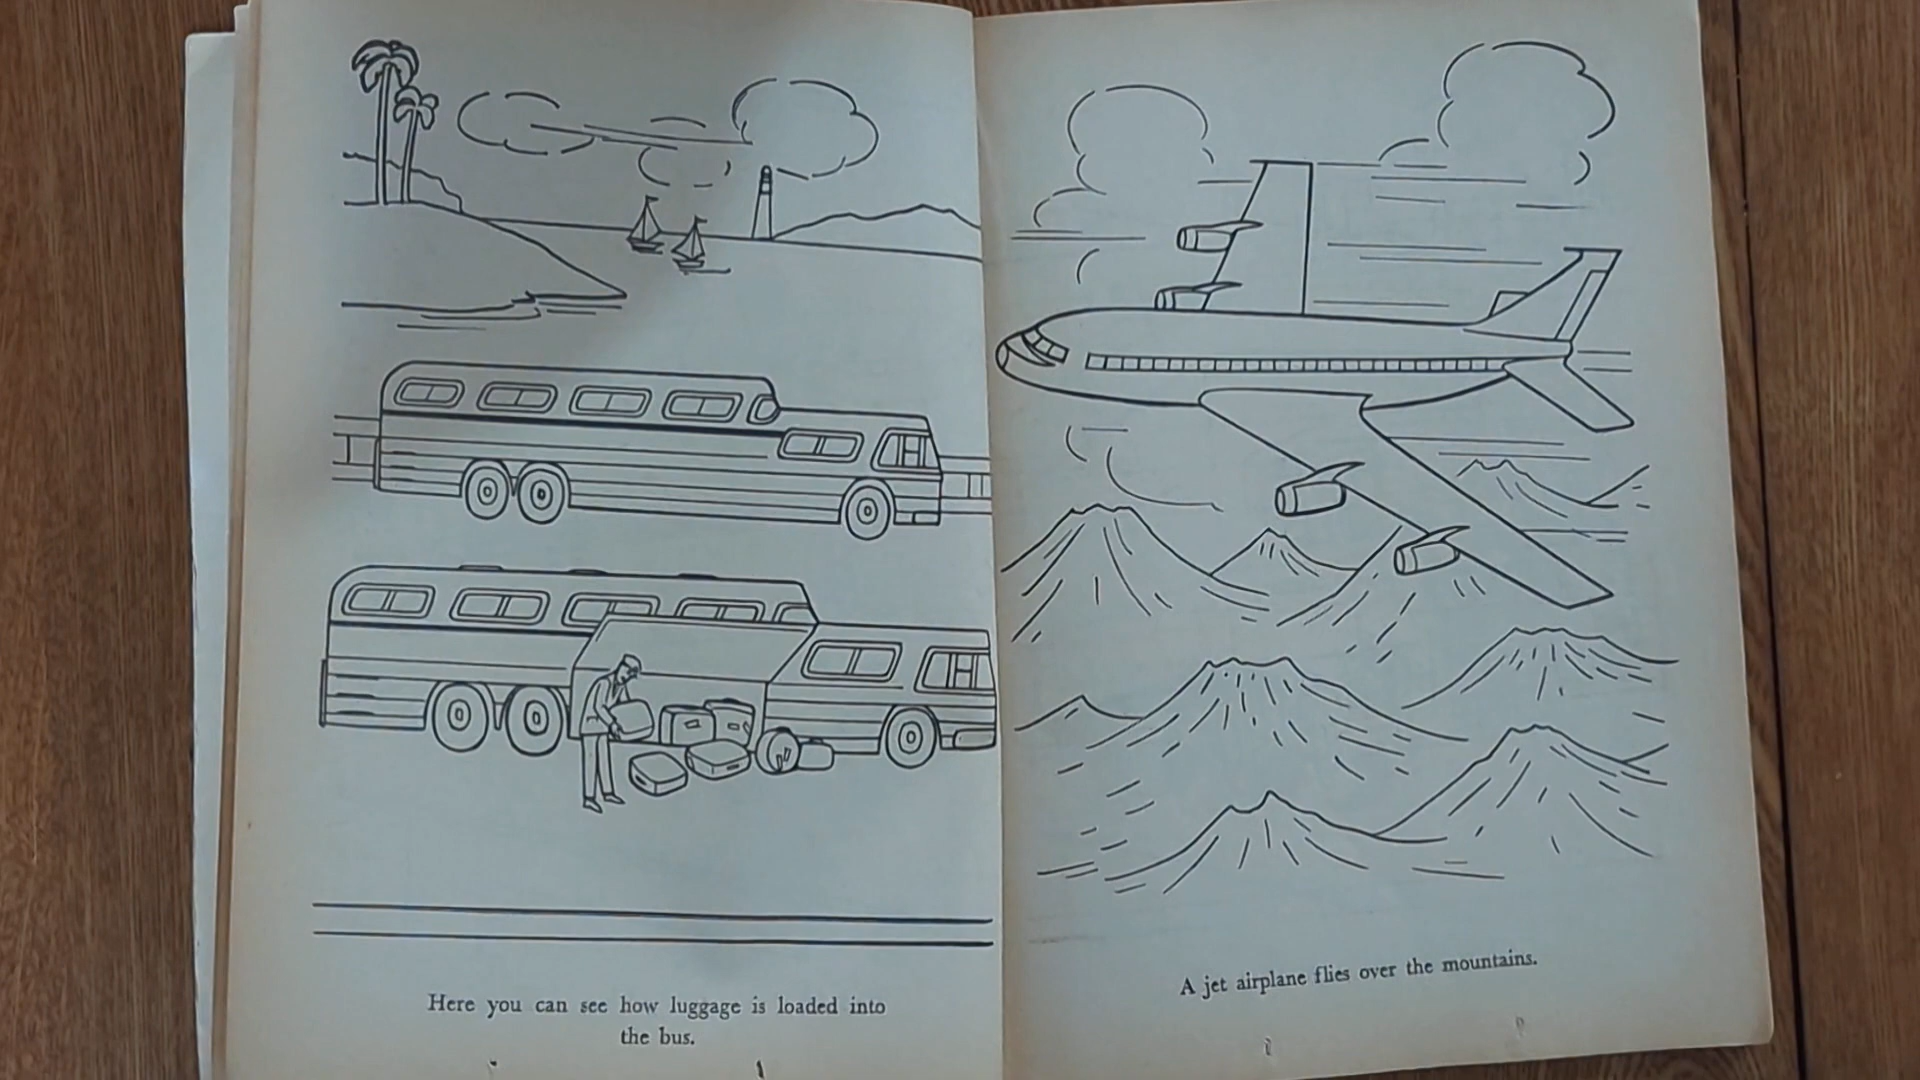 Here you can see how luggage is loaded into
the bus.
A jet airplane flies over the mountains.